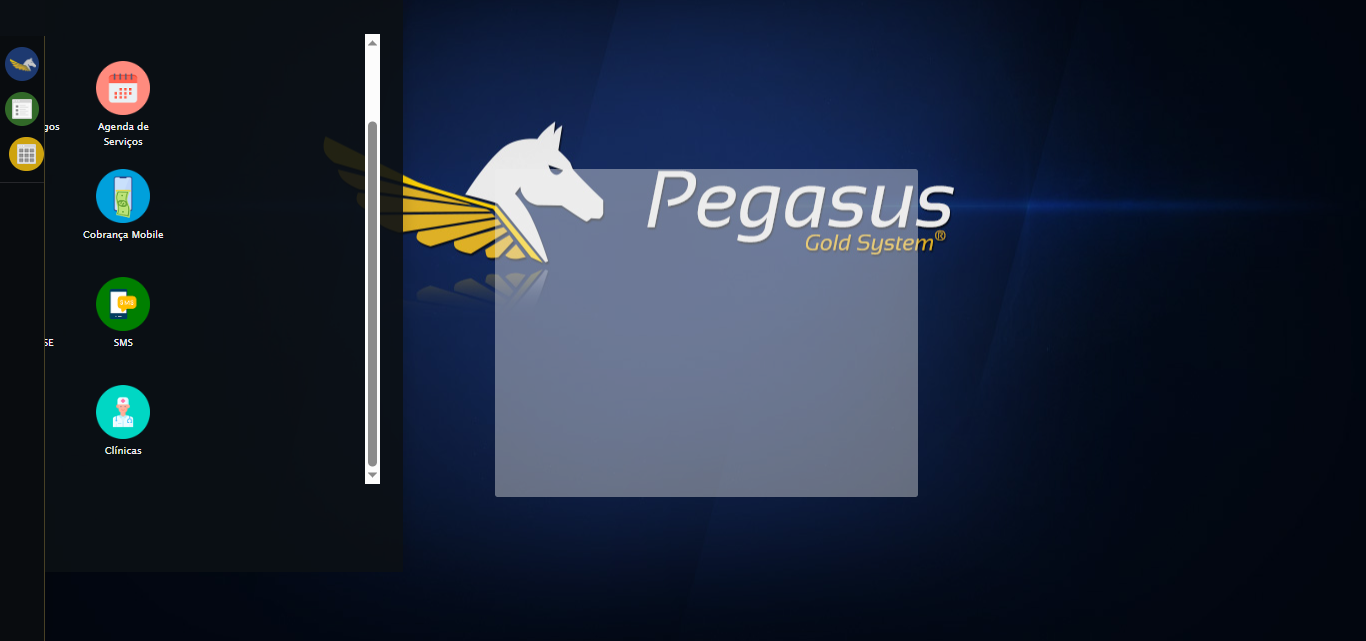 Agenda de
Serviços
gos
Cobrança Mobile
Pegasus
Gold System®
SE
SMS
Clínicas